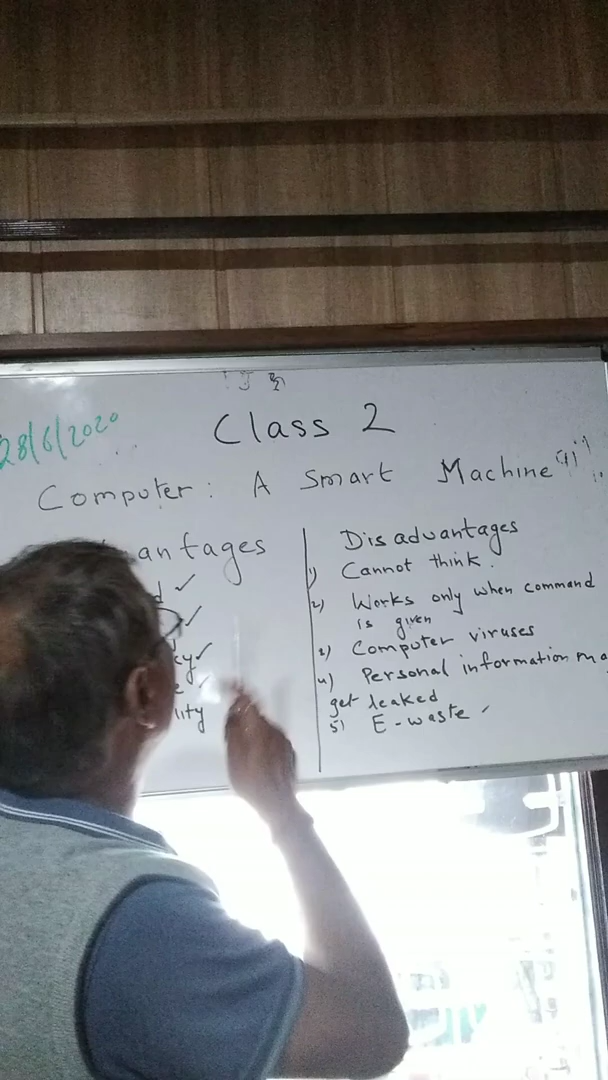 28/6/2020
Class 2
Computer: A Smart Machine
antages
Disadvantages
1) Cannot think.
2) Works only when command
is given
3) Computer viruses
4) Personal information ma
get leaked
5) E-waste